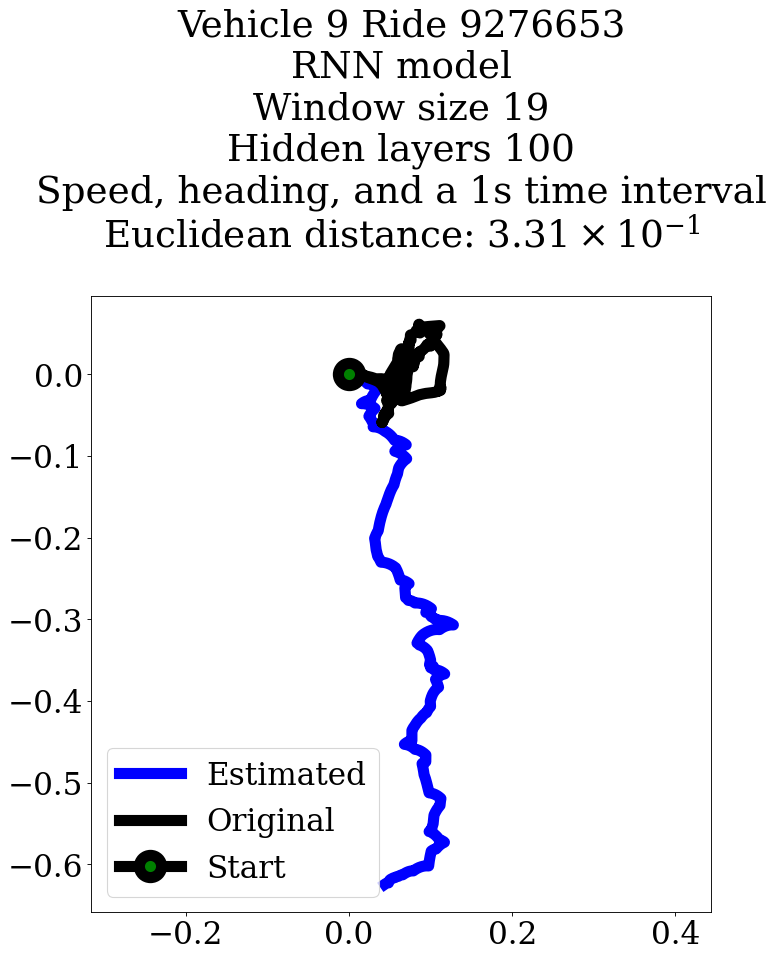 Vehicle 9 Ride 9276653
RNN model
Window size 19
Hidden layers 100
Speed, heading, and a 1s time interval
Euclidean distance: 3.31 × 10⁻¹
0.0
−0.1
−0.2
−0.3
−0.4
−0.5
−0.6
Estimated
Original
Start
−0.2
0.0
0.2
0.4